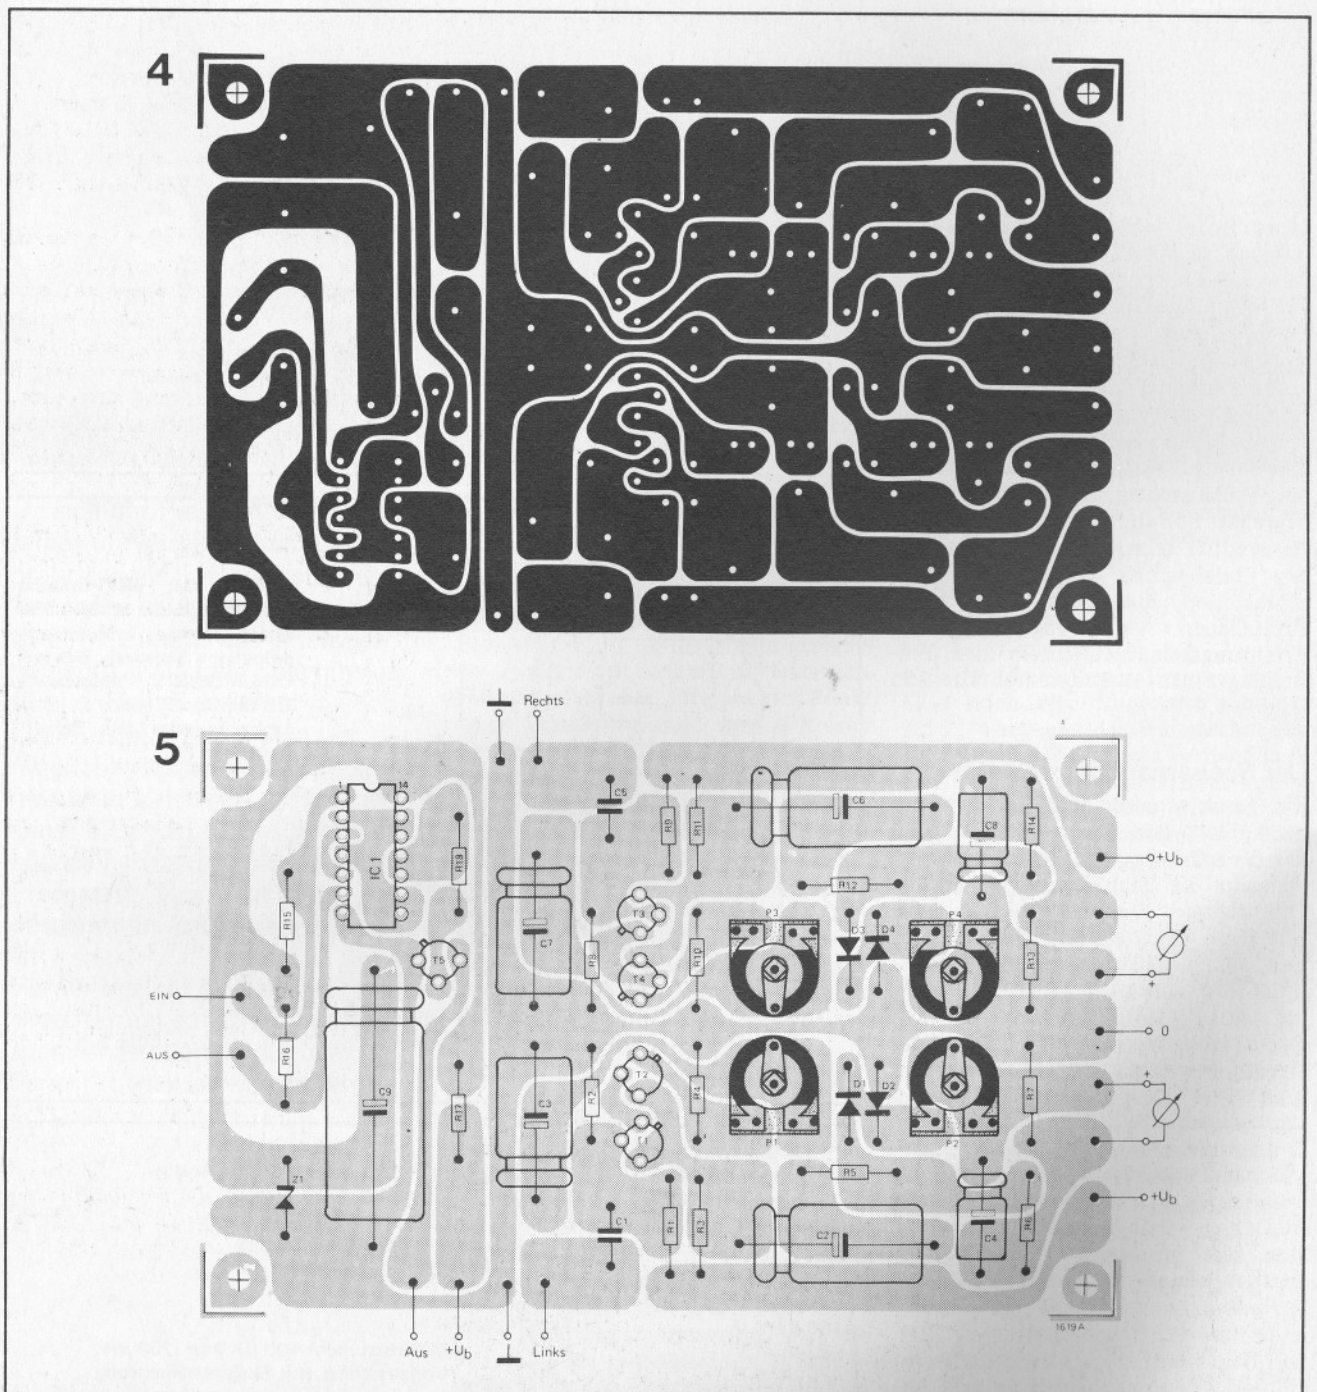 4
5
Rechts
C5
R9
R11
C6
C8
R14
+Ub
1
14
IC1
R13
R12
R15
T3
P3
P4
C7
R8
T5
R10
D3
D4
R13
T4
+
EIN
0
AUS
R16
T2
C9
C3
R2
R4
D1
D2
R7
+
R17
T1
P1
P2
Z1
R5
+Ub
C1
R1
R3
C2
C4
R6
1619A
Aus
+Ub
Links